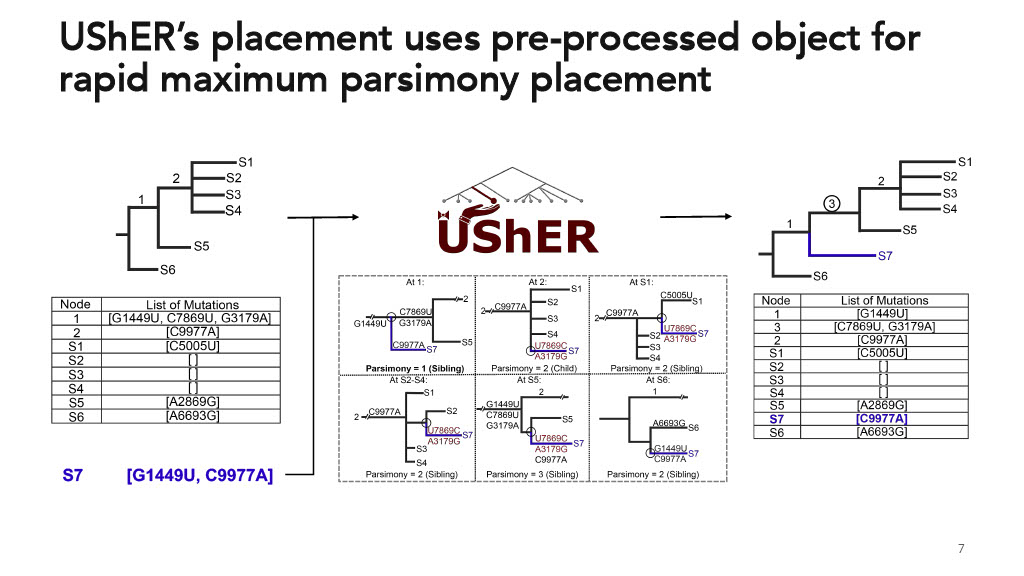 UShER's placement uses pre-processed object for
rapid maximum parsimony placement
S1
2
S2
S3
S4
1
S5
S6
Node List of Mutations
1 [G1449U, C7869U, G3179A]
2 [C9977A]
S1 [C5005U]
S2 [ ]
S3 [ ]
S4 [ ]
S5 [A2869G]
S6 [A6693G]
S7 [G1449U, C9977A]
UShER
At 1:
2
C7869U
G1449U G3179A
S5
C9977A S7
Parsimony = 1 (Sibling)
At 2:
S1
C9977A S2
2
S3
S4
U7869C S7
A3179G
Parsimony = 2 (Child)
At S1:
C5005U
S1
C9977A
2 U7869C S7
S2 A3179G
S3
S4
Parsimony = 2 (Sibling)
At S2-S4:
S1
C9977A S2
2
U7869C S7
A3179G
S3
S4
Parsimony = 2 (Sibling)
At S5:
2
G1449U
C7869U S5
G3179A
U7869C S7
A3179G
C9977A
Parsimony = 3 (Sibling)
At S6:
1
A6693G S6
G1449U S7
C9977A
Parsimony = 2 (Sibling)
S1
2
S2
S3
S4
3
1
S5
S7
S6
Node List of Mutations
1 [G1449U]
3 [C7869U, G3179A]
2 [C9977A]
S1 [C5005U]
S2 [ ]
S3 [ ]
S4 [ ]
S5 [A2869G]
S7 [C9977A]
S6 [A6693G]
7